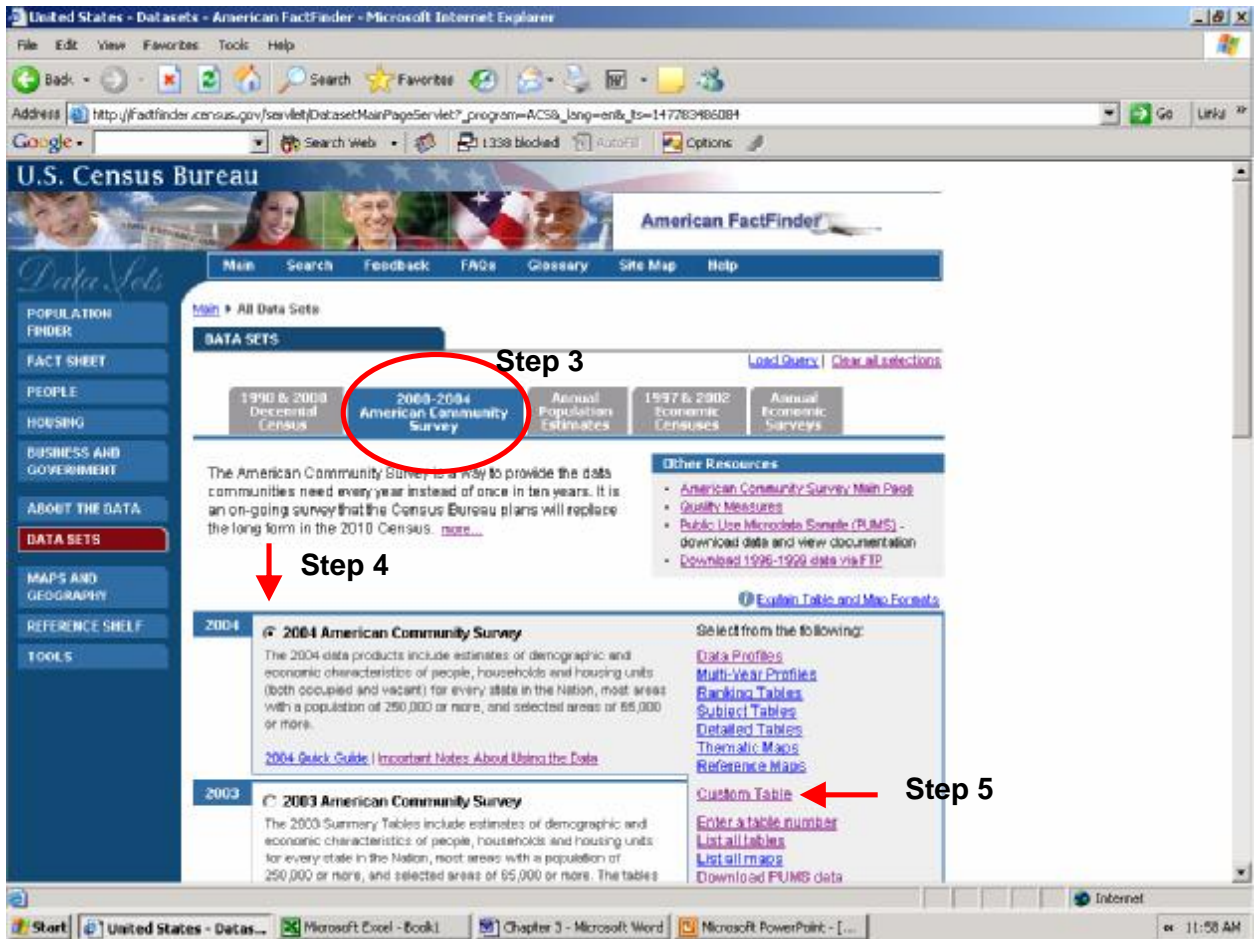 United States - Datasets - American FactFinder - Microsoft Internet Explorer
File Edit View Favorites Tools Help
Back Search Favorites
Address http://factfinder.census.gov/servlet/DatasetMainPageServlet?_program=ACS&_lang=en&_ts=147783486084 Go Links
Google Search Web 1338 blocked AutoFill Options
U.S. Census Bureau
American FactFinder
Data Sets
Main Search Feedback FAQs Glossary Site Map Help
POPULATION
FINDER
FACT SHEET
PEOPLE
HOUSING
BUSINESS AND
GOVERNMENT
ABOUT THE DATA
DATA SETS
MAPS AND
GEOGRAPHY
REFERENCE SHELF
TOOLS
Main All Data Sets
DATA SETS
Step 3
Load Query | Clear all selections
1990 & 2000
Decennial
Census
2000-2004
American Community
Survey
Annual
Population
Estimates
1997 & 2002
Economic
Censuses
Annual
Economic
Surveys
The American Community Survey is a way to provide the data
communities need every year instead of once in ten years. It is
an on-going survey that the Census Bureau plans will replace
the long form in the 2010 Census. more...
Other Resources
American Community Survey Main Page
Quality Measures
Public Use Microdata Sample (PUMS) -
download data and view documentation
Download 1996-1999 data via FTP
Step 4
Explain Table and Map Formats
2004
2004 American Community Survey
The 2004 data products include estimates of demographic and
economic characteristics of people, households and housing units
(both occupied and vacant) for every state in the Nation, most areas
with a population of 250,000 or more, and selected areas of 65,000
or more.
2004 Quick Guide | Important Notes About Using the Data
Select from the following:
Data Profiles
Multi-Year Profiles
Ranking Tables
Subject Tables
Detailed Tables
Thematic Maps
Reference Maps
Custom Table
Step 5
Enter a table number
List all tables
List all maps
Download PUMS data
2003
2003 American Community Survey
The 2003 Summary Tables include estimates of demographic and
economic characteristics of people, households and housing units
for every state in the Nation, most areas with a population of
250,000 or more, and selected areas of 65,000 or more. The tables
Internet
Start United States - Datas... Microsoft Excel - Book1 Chapter 3 - Microsoft Word Microsoft PowerPoint - [... 11:58 AM